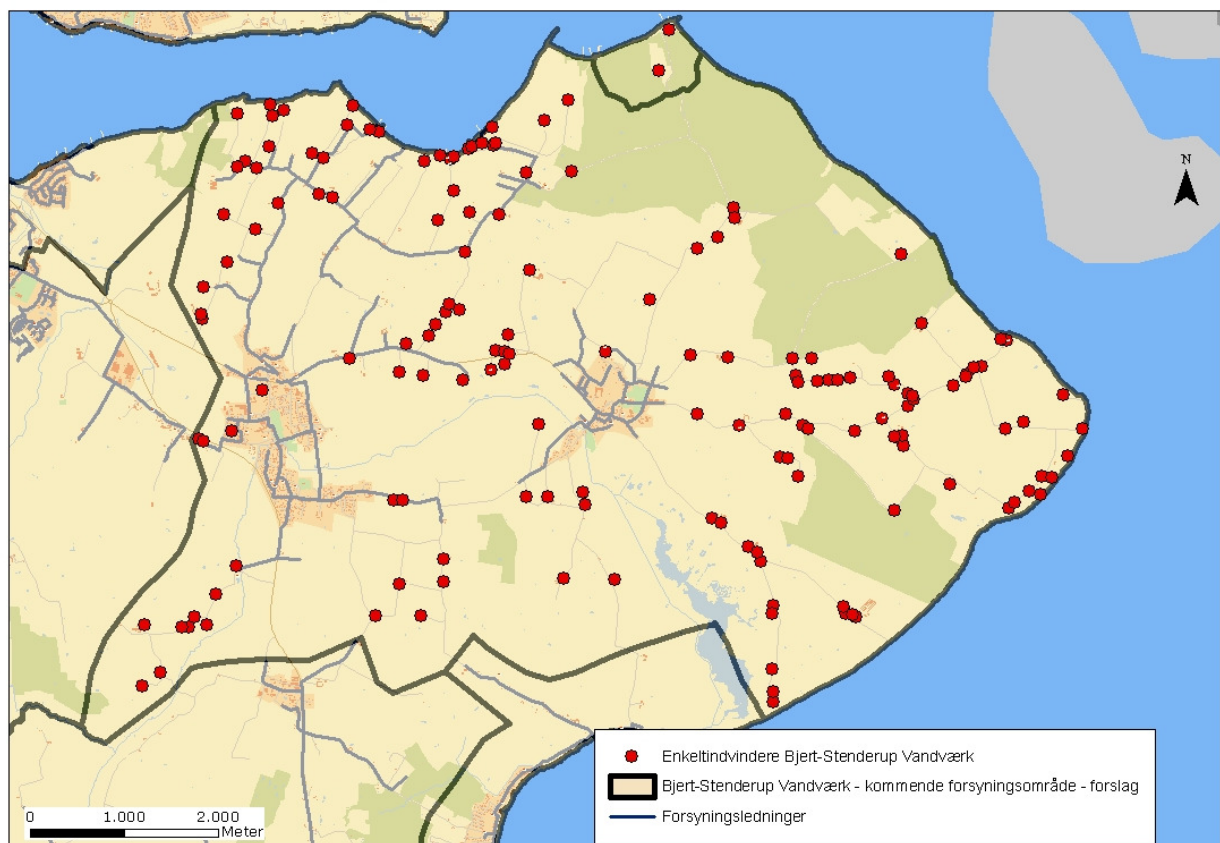 N
0 1.000 2.000
Meter
Enkeltindvindere Bjert-Stenderup Vandværk
Bjert-Stenderup Vandværk - kommende forsyningsområde - forslag
Forsyningsledninger